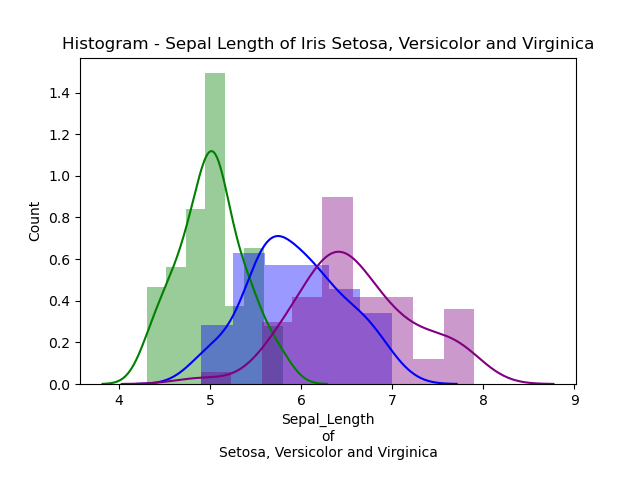 Histogram - Sepal Length of Iris Setosa, Versicolor and Virginica
1.4
1.2
1.0
0.8
0.6
0.4
0.2
0.0
Count
4 5 6 7 8 9
Sepal_Length
of
Setosa, Versicolor and Virginica